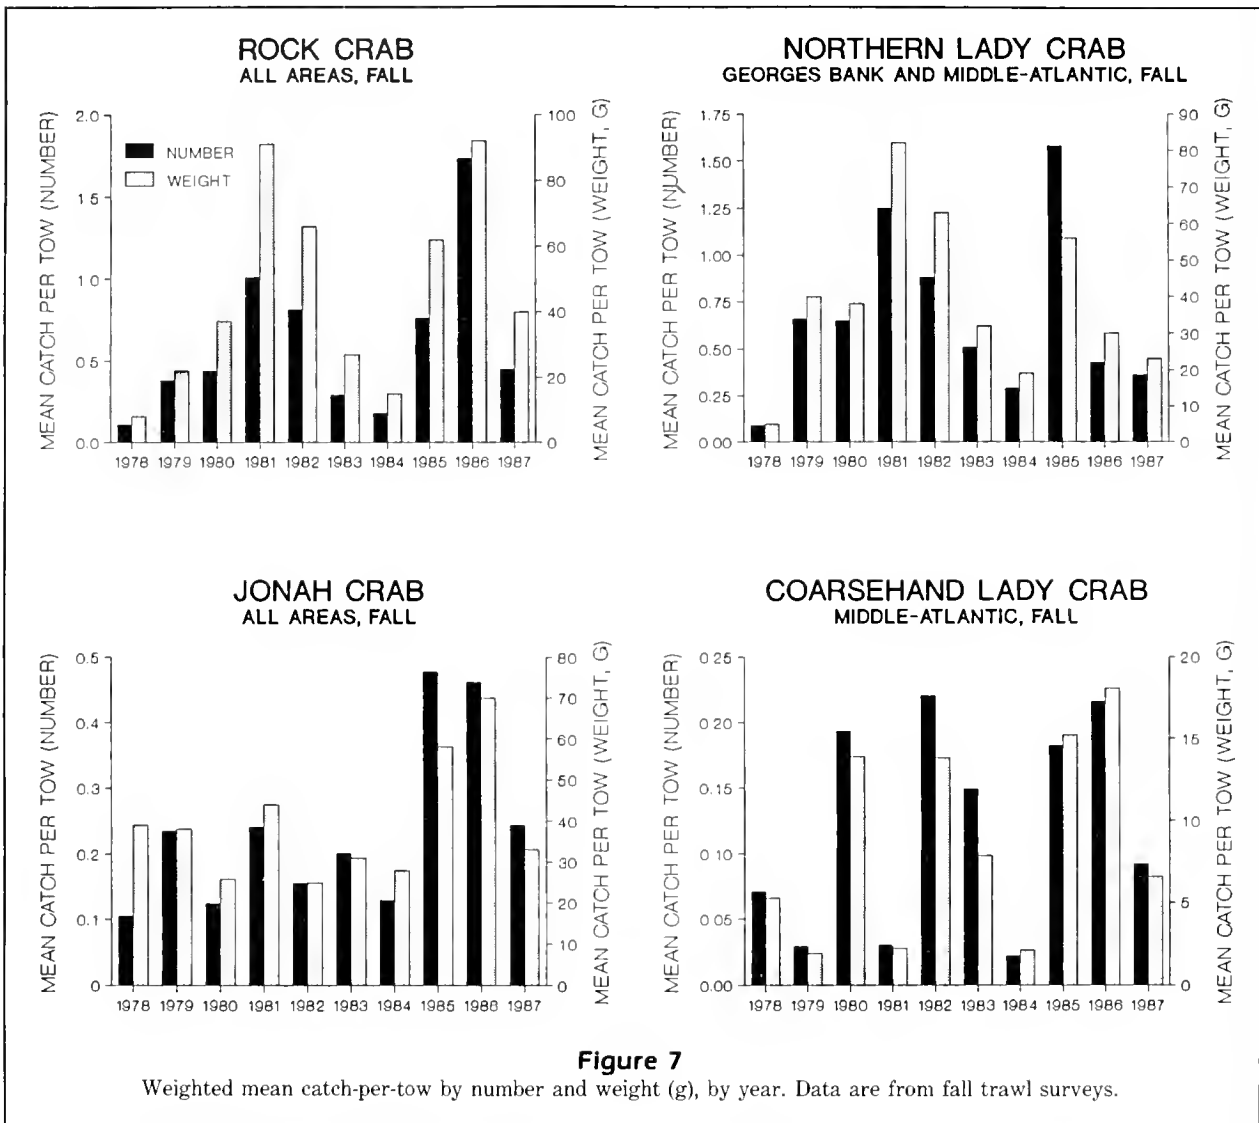 ROCK CRAB
ALL AREAS, FALL
MEAN CATCH PER TOW (NUMBER)
2.0
1.5
1.0
0.5
0.0
NUMBER
WEIGHT
100
80
60
40
20
0
MEAN CATCH PER TOW (WEIGHT, G)
1978 1979 1980 1981 1982 1983 1984 1985 1986 1987
NORTHERN LADY CRAB
GEORGES BANK AND MIDDLE-ATLANTIC, FALL
MEAN CATCH PER TOW (NUMBER)
1.75
1.50
1.25
1.00
0.75
0.50
0.25
0.00
90
80
70
60
50
40
30
20
10
0
MEAN CATCH PER TOW (WEIGHT, G)
1978 1979 1980 1981 1982 1983 1984 1985 1986 1987
JONAH CRAB
ALL AREAS, FALL
MEAN CATCH PER TOW (NUMBER)
0.5
0.4
0.3
0.2
0.1
0
80
70
60
50
40
30
20
10
0
MEAN CATCH PER TOW (WEIGHT, G)
1978 1979 1980 1981 1982 1983 1984 1985 1986 1987
COARSEHAND LADY CRAB
MIDDLE-ATLANTIC, FALL
MEAN CATCH PER TOW (NUMBER)
0.25
0.20
0.15
0.10
0.05
0.00
20
15
10
5
0
MEAN CATCH PER TOW (WEIGHT, G)
1978 1979 1980 1981 1982 1983 1984 1985 1986 1987
Figure 7
Weighted mean catch-per-tow by number and weight (g), by year. Data are from fall trawl surveys.